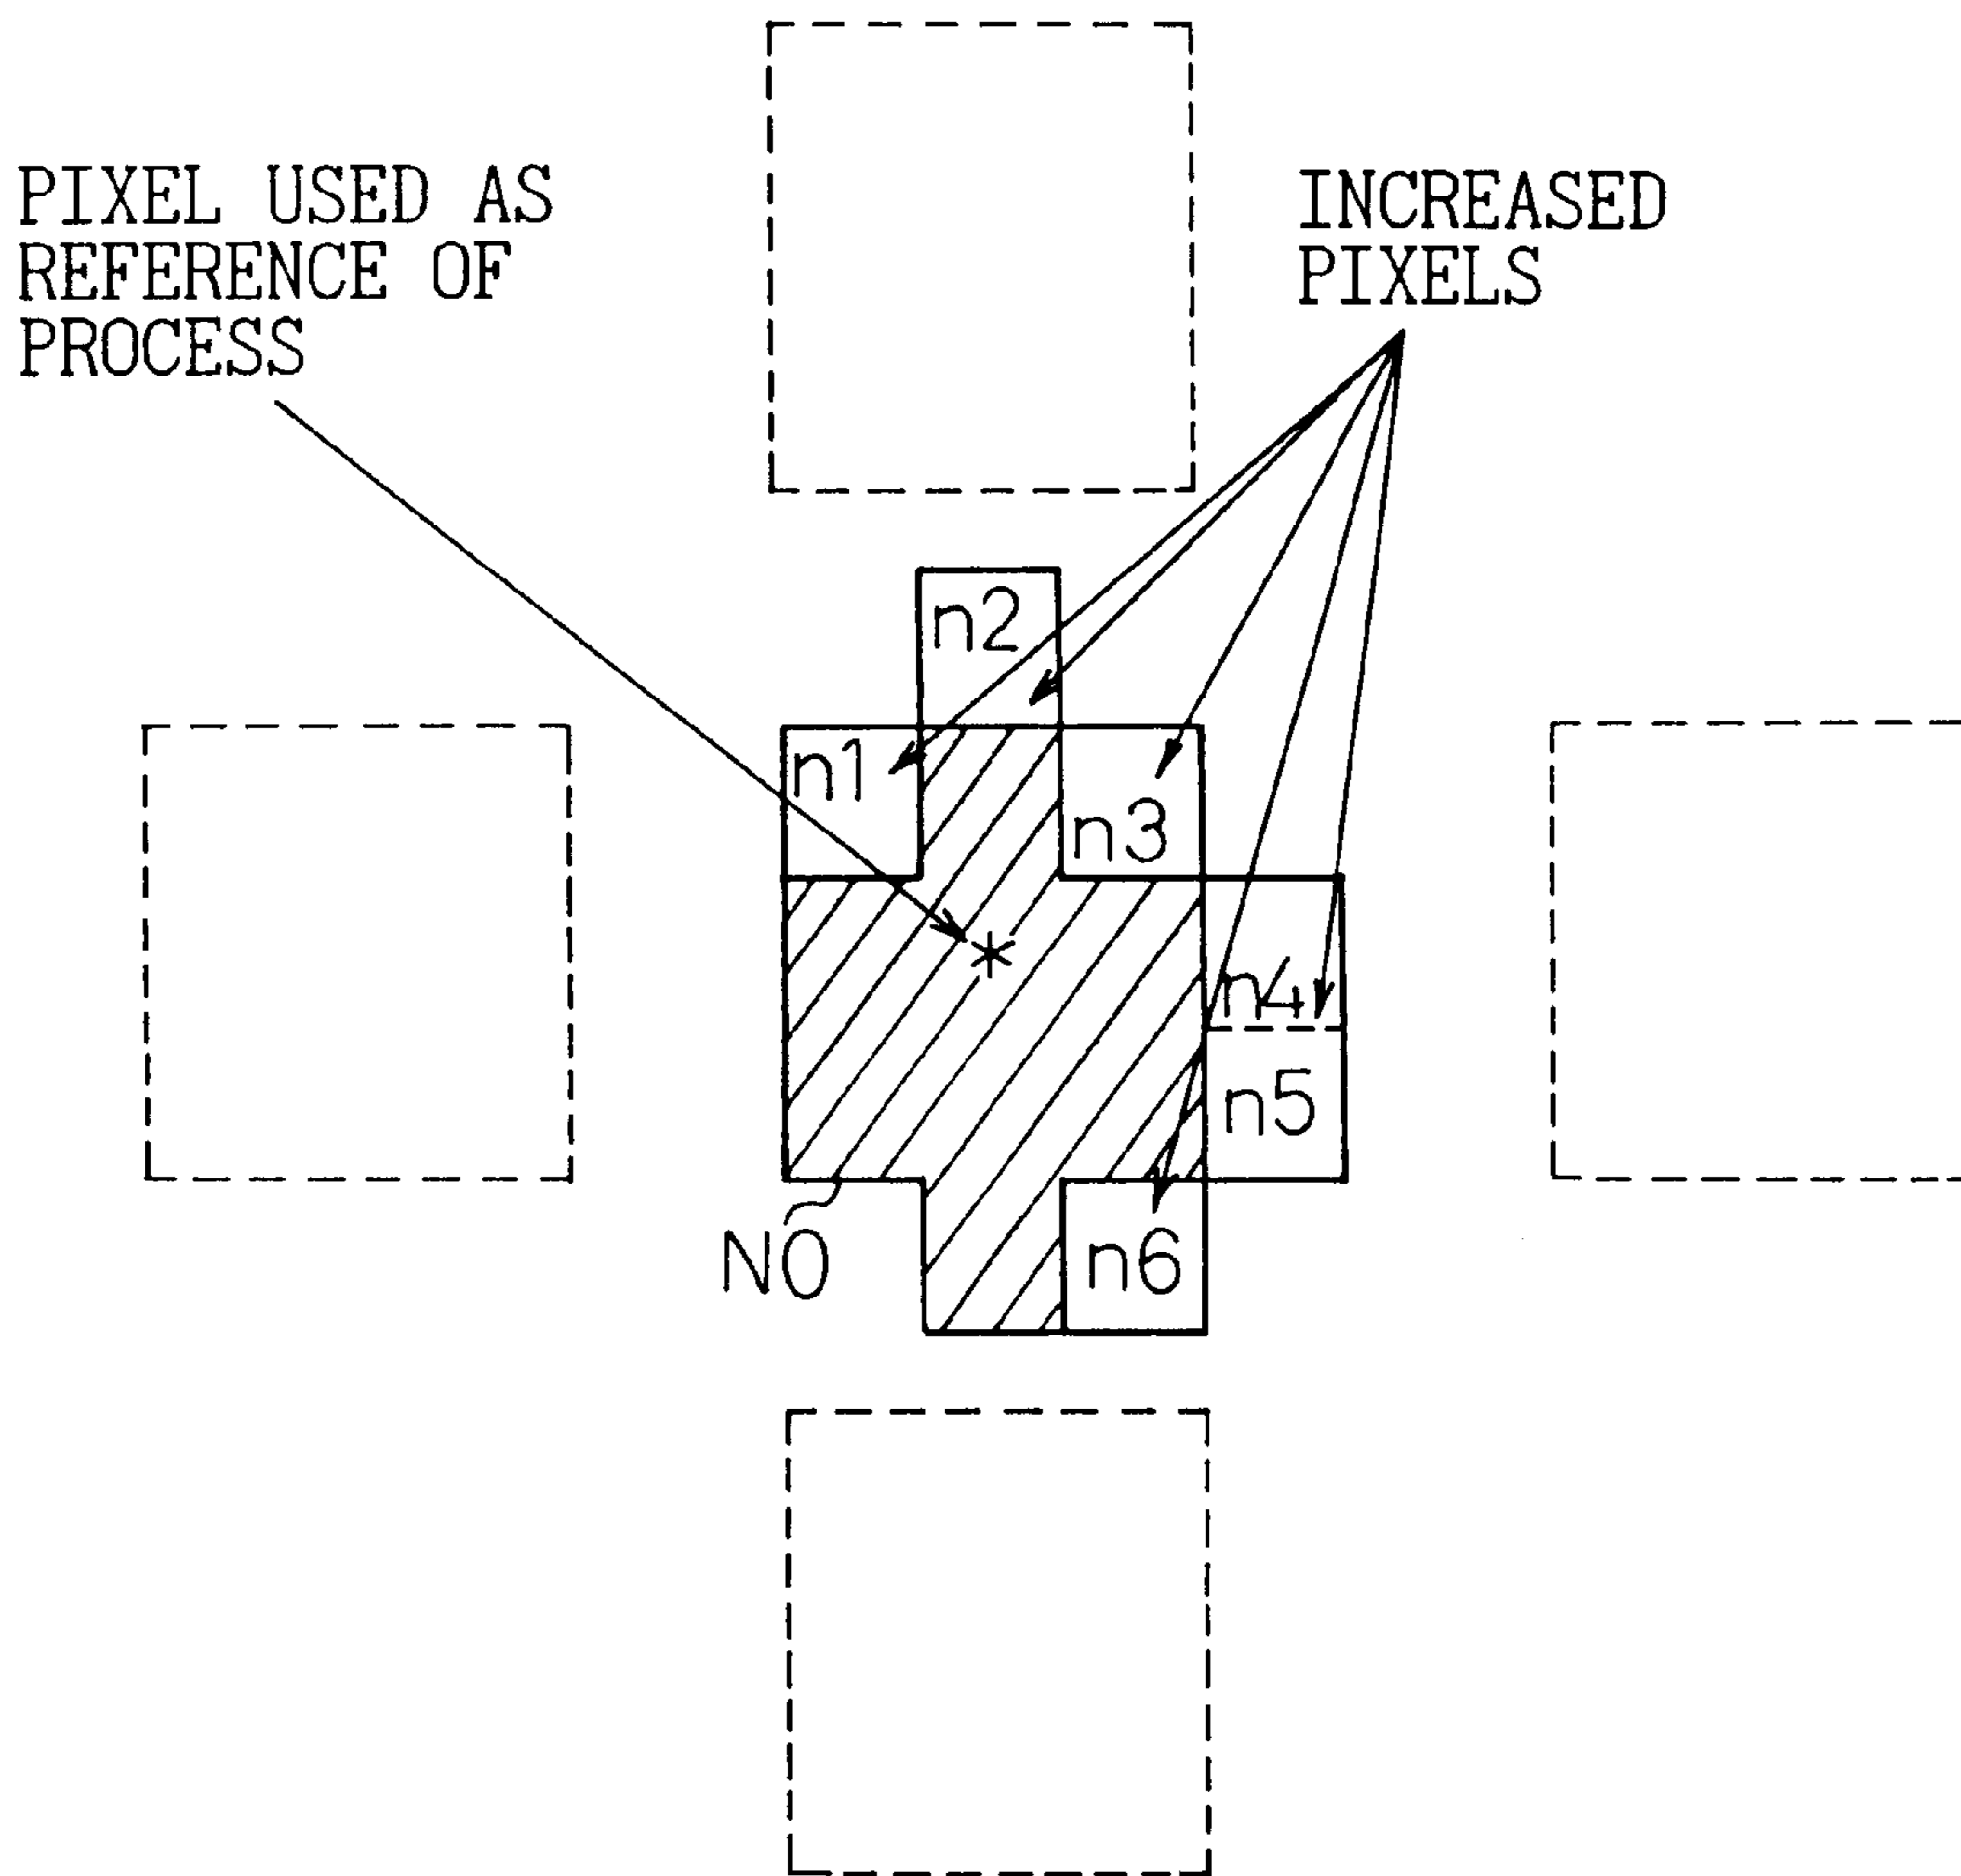 PIXEL USED AS
REFERENCE OF
PROCESS
INCREASED
PIXELS
n2
n1
n3
*
n4
n5
N0
n6